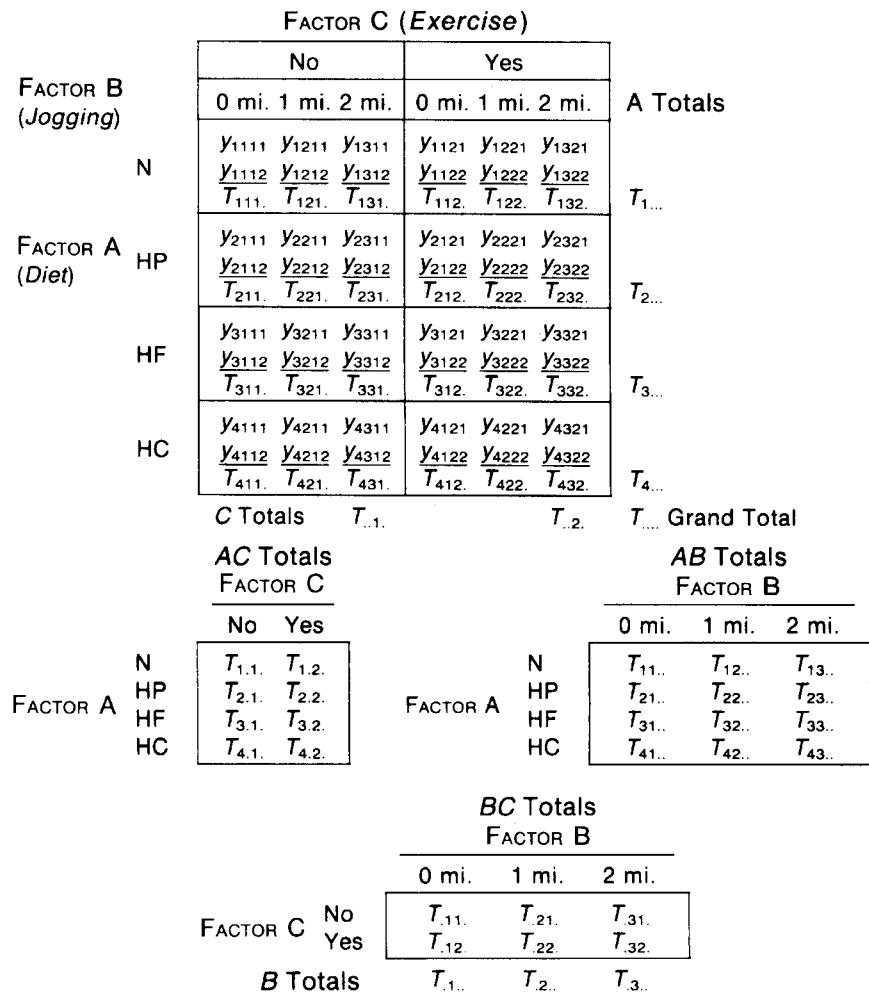 FACTOR C (Exercise)
No Yes
FACTOR B
(Jogging)
0 mi. 1 mi. 2 mi. 0 mi. 1 mi. 2 mi. A Totals
y1111 y1211 y1311 y1121 y1221 y1321
N y1112 y1212 y1312 y1122 y1222 y1322
T111. T121. T131. T112. T122. T132. T1...
FACTOR A
(Diet)
y2111 y2211 y2311 y2121 y2221 y2321
HP y2112 y2212 y2312 y2122 y2222 y2322
T211. T221. T231. T212. T222. T232. T2...
y3111 y3211 y3311 y3121 y3221 y3321
HF y3112 y3212 y3312 y3122 y3222 y3322
T311. T321. T331. T312. T322. T332. T3...
y4111 y4211 y4311 y4121 y4221 y4321
HC y4112 y4212 y4312 y4122 y4222 y4322
T411. T421. T431. T412. T422. T432. T4...
C Totals T..1. T..2. T.... Grand Total
AC Totals
FACTOR C
No Yes
N T1.1. T1.2.
HP T2.1. T2.2.
FACTOR A
HF T3.1. T3.2.
HC T4.1. T4.2.
AB Totals
FACTOR B
0 mi. 1 mi. 2 mi.
N T11.. T12.. T13..
HP T21.. T22.. T23..
FACTOR A
HF T31.. T32.. T33..
HC T41.. T42.. T43..
BC Totals
FACTOR B
0 mi. 1 mi. 2 mi.
FACTOR C
No T.11. T.21. T.31.
Yes T.12. T.22. T.32.
B Totals T.1.. T.2.. T.3..